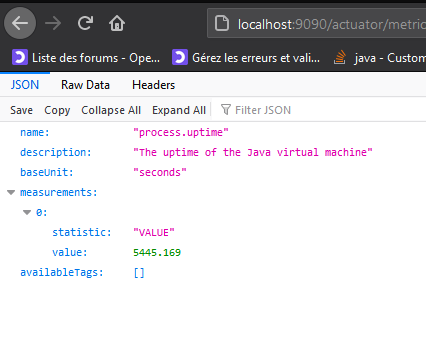 localhost:9090/actuator/metric
Liste des forums - Ope... Gérez les erreurs et vali... java - Custom
JSON Raw Data Headers
Save Copy Collapse All Expand All Filter JSON
name: "process.uptime"
description: "The uptime of the Java virtual machine"
baseUnit: "seconds"
measurements:
0:
statistic: "VALUE"
value: 5445.169
availableTags: []